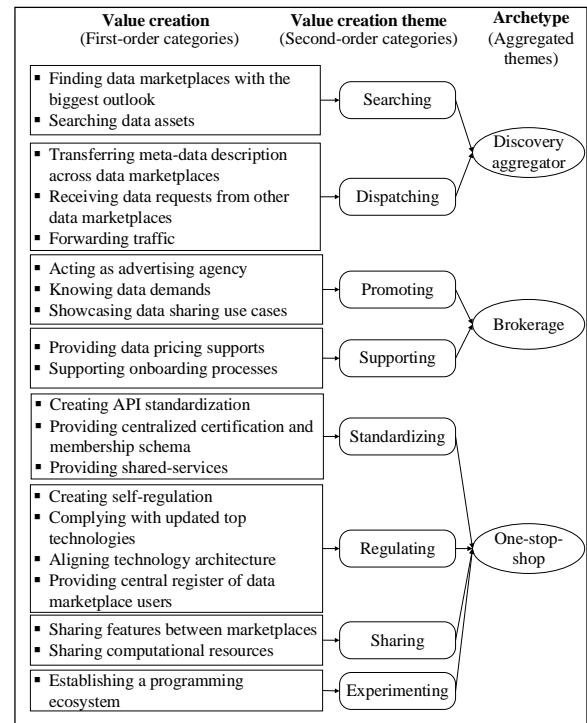 Value creation
(First-order categories)
Value creation theme
(Second-order categories)
Archetype
(Aggregated
themes)
▪ Finding data marketplaces with the
biggest outlook
▪ Searching data assets
Searching
▪ Transferring meta-data description
across data marketplaces
▪ Receiving data requests from other
data marketplaces
▪ Forwarding traffic
Dispatching
Discovery
aggregator
▪ Acting as advertising agency
▪ Knowing data demands
▪ Showcasing data sharing use cases
Promoting
▪ Providing data pricing supports
▪ Supporting onboarding processes
Supporting
Brokerage
▪ Creating API standardization
▪ Providing centralized certification and
membership schema
▪ Providing shared-services
Standardizing
▪ Creating self-regulation
▪ Complying with updated top
technologies
▪ Aligning technology architecture
▪ Providing central register of data
marketplace users
Regulating
▪ Sharing features between marketplaces
▪ Sharing computational resources
Sharing
▪ Establishing a programming
ecosystem
Experimenting
One-stop-
shop